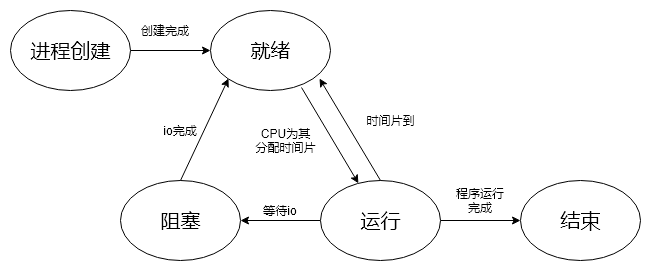 进程创建
创建完成
就绪
io完成
CPU为其
分配时间片
时间片到
阻塞
等待io
运行
程序运行
完成
结束